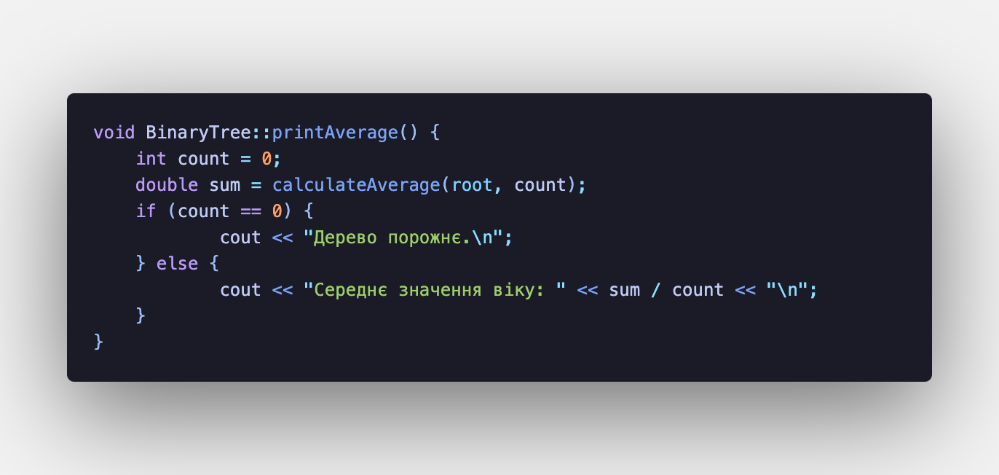 void BinaryTree::printAverage() {
    int count = 0;
    double sum = calculateAverage(root, count);
    if (count == 0) {
            cout << "Дерево порожнє.\n";
    } else {
            cout << "Середнє значення віку: " << sum / count << "\n";
    }
}